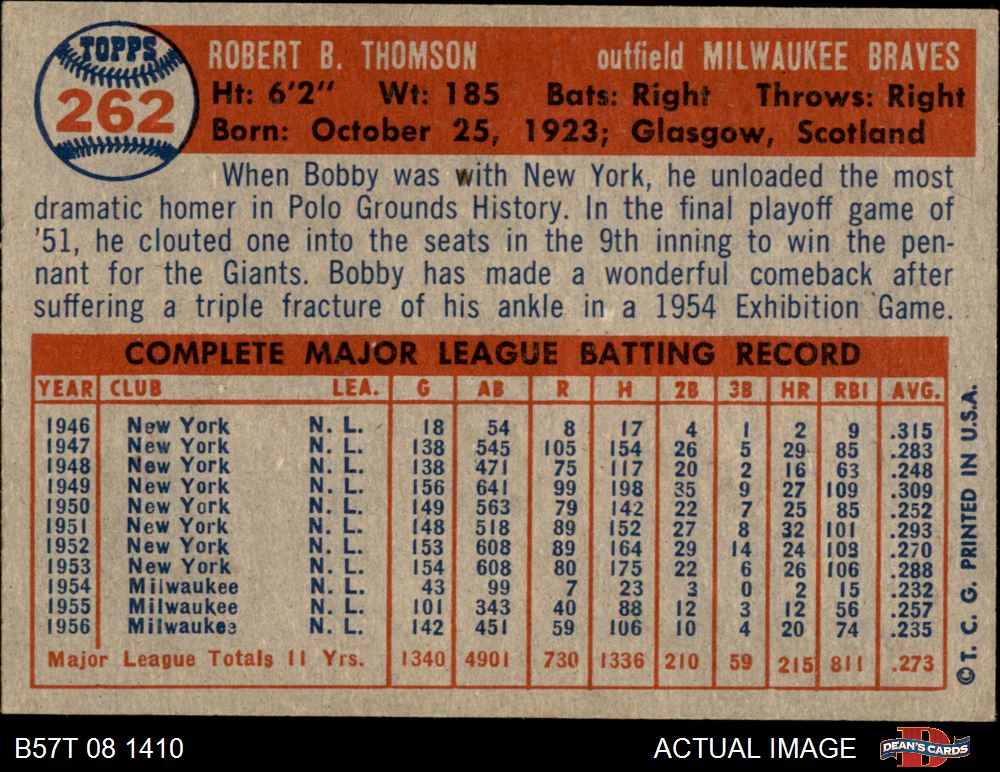 TOPPS
262
ROBERT B. THOMSON outfield MILWAUKEE BRAVES
Ht: 6'2" Wt: 185 Bats: Right Throws: Right
Born: October 25, 1923; Glasgow, Scotland
When Bobby was with New York, he unloaded the most
dramatic homer in Polo Grounds History. In the final playoff game of
'51, he clouted one into the seats in the 9th inning to win the pen-
nant for the Giants. Bobby has made a wonderful comeback after
suffering a triple fracture of his ankle in a 1954 Exhibition Game.
COMPLETE MAJOR LEAGUE BATTING RECORD
YEAR CLUB LEA. G AB R H 2B 3B HR RBI AVG.
1946 New York N. L. 18 54 8 17 4 1 2 9 .315
1947 New York N. L. 138 545 105 154 26 5 29 85 .283
1948 New York N. L. 138 471 75 117 20 2 16 63 .248
1949 New York N. L. 156 641 99 198 35 9 27 109 .309
1950 New York N. L. 149 563 79 142 22 7 25 85 .252
1951 New York N. L. 148 518 89 152 27 8 32 101 .293
1952 New York N. L. 153 608 89 164 29 14 24 108 .270
1953 New York N. L. 154 608 80 175 22 6 26 106 .288
1954 Milwaukee N. L. 43 99 7 23 3 0 2 15 .232
1955 Milwaukee N. L. 101 343 40 88 12 3 12 56 .257
1956 Milwaukee N. L. 142 451 59 106 10 4 20 74 .235
Major League Totals 11 Yrs. 1340 4901 730 1336 210 59 215 811 .273
©T. C. G. PRINTED IN U.S.A.
B57T 08 1410 ACTUAL IMAGE DEAN'S CARDS